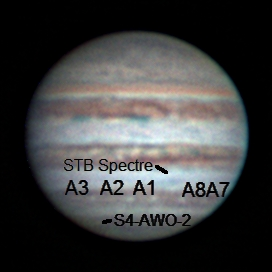 STB Spectre
A3 A2 A1 A8A7
S4-AWO-2